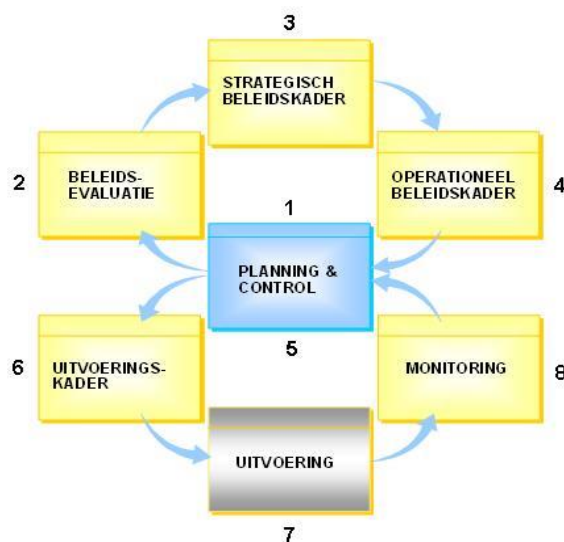 3
STRATEGISCH
BELEIDSKADER
2
BELEIDS-
EVALUATIE
OPERATIONEEL
BELEIDSKADER
4
1
PLANNING &
CONTROL
5
6
UITVOERINGS-
KADER
MONITORING
8
UITVOERING
7